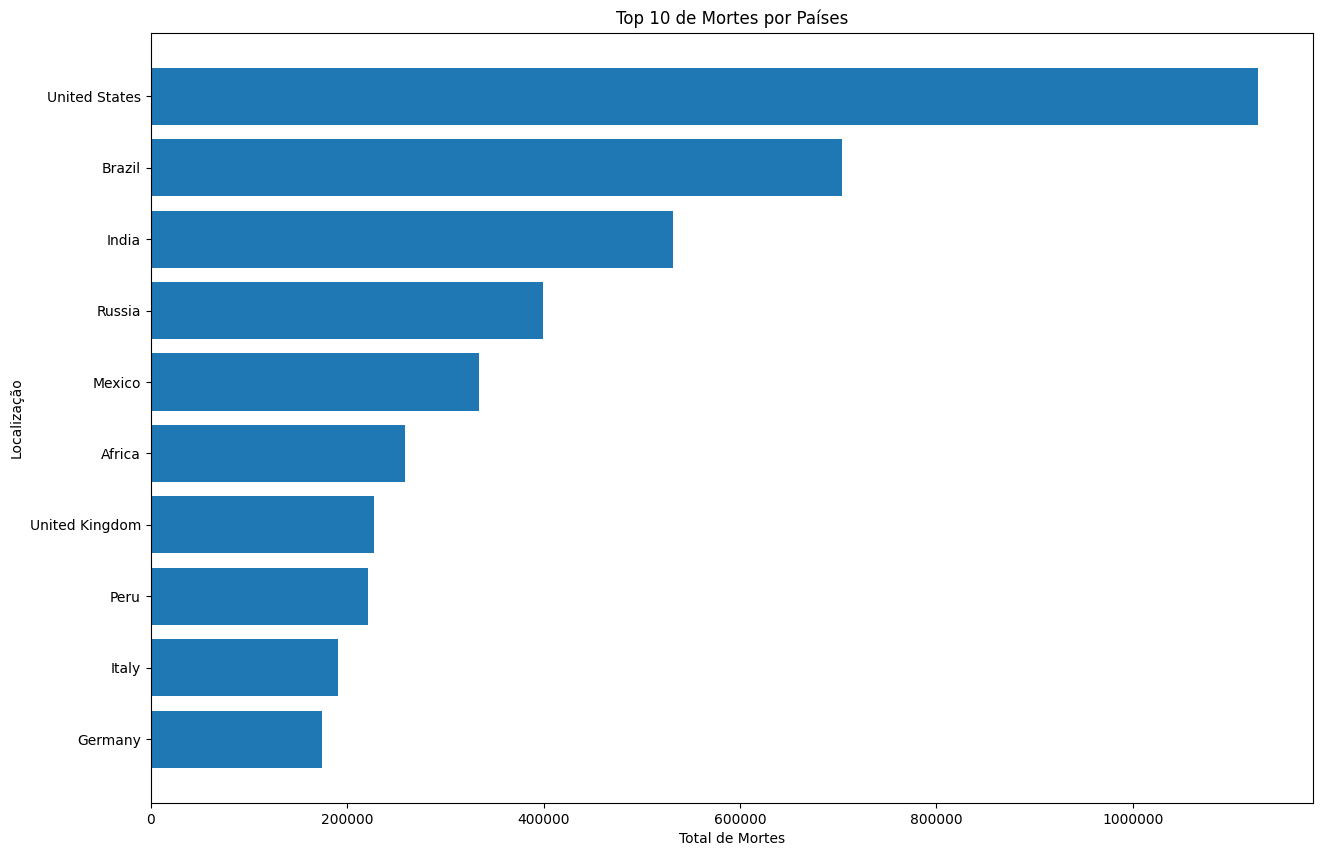 Top 10 de Mortes por Países
United States
Brazil
India
Russia
Mexico
Africa
United Kingdom
Peru
Italy
Germany
Localização
0 200000 400000 600000 800000 1000000
Total de Mortes